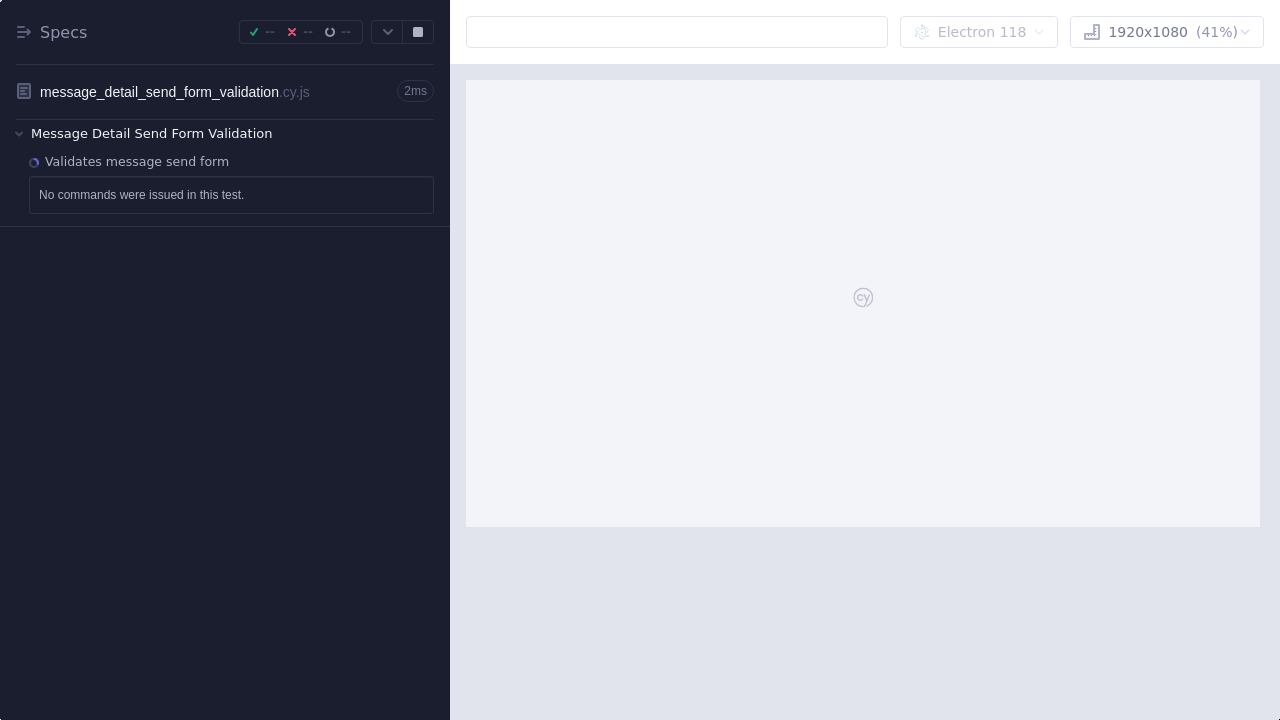 Specs
--
--
--
message_detail_send_form_validation.cy.js
2ms
Message Detail Send Form Validation
Validates message send form
No commands were issued in this test.
Electron 118
1920x1080 (41%)
cy